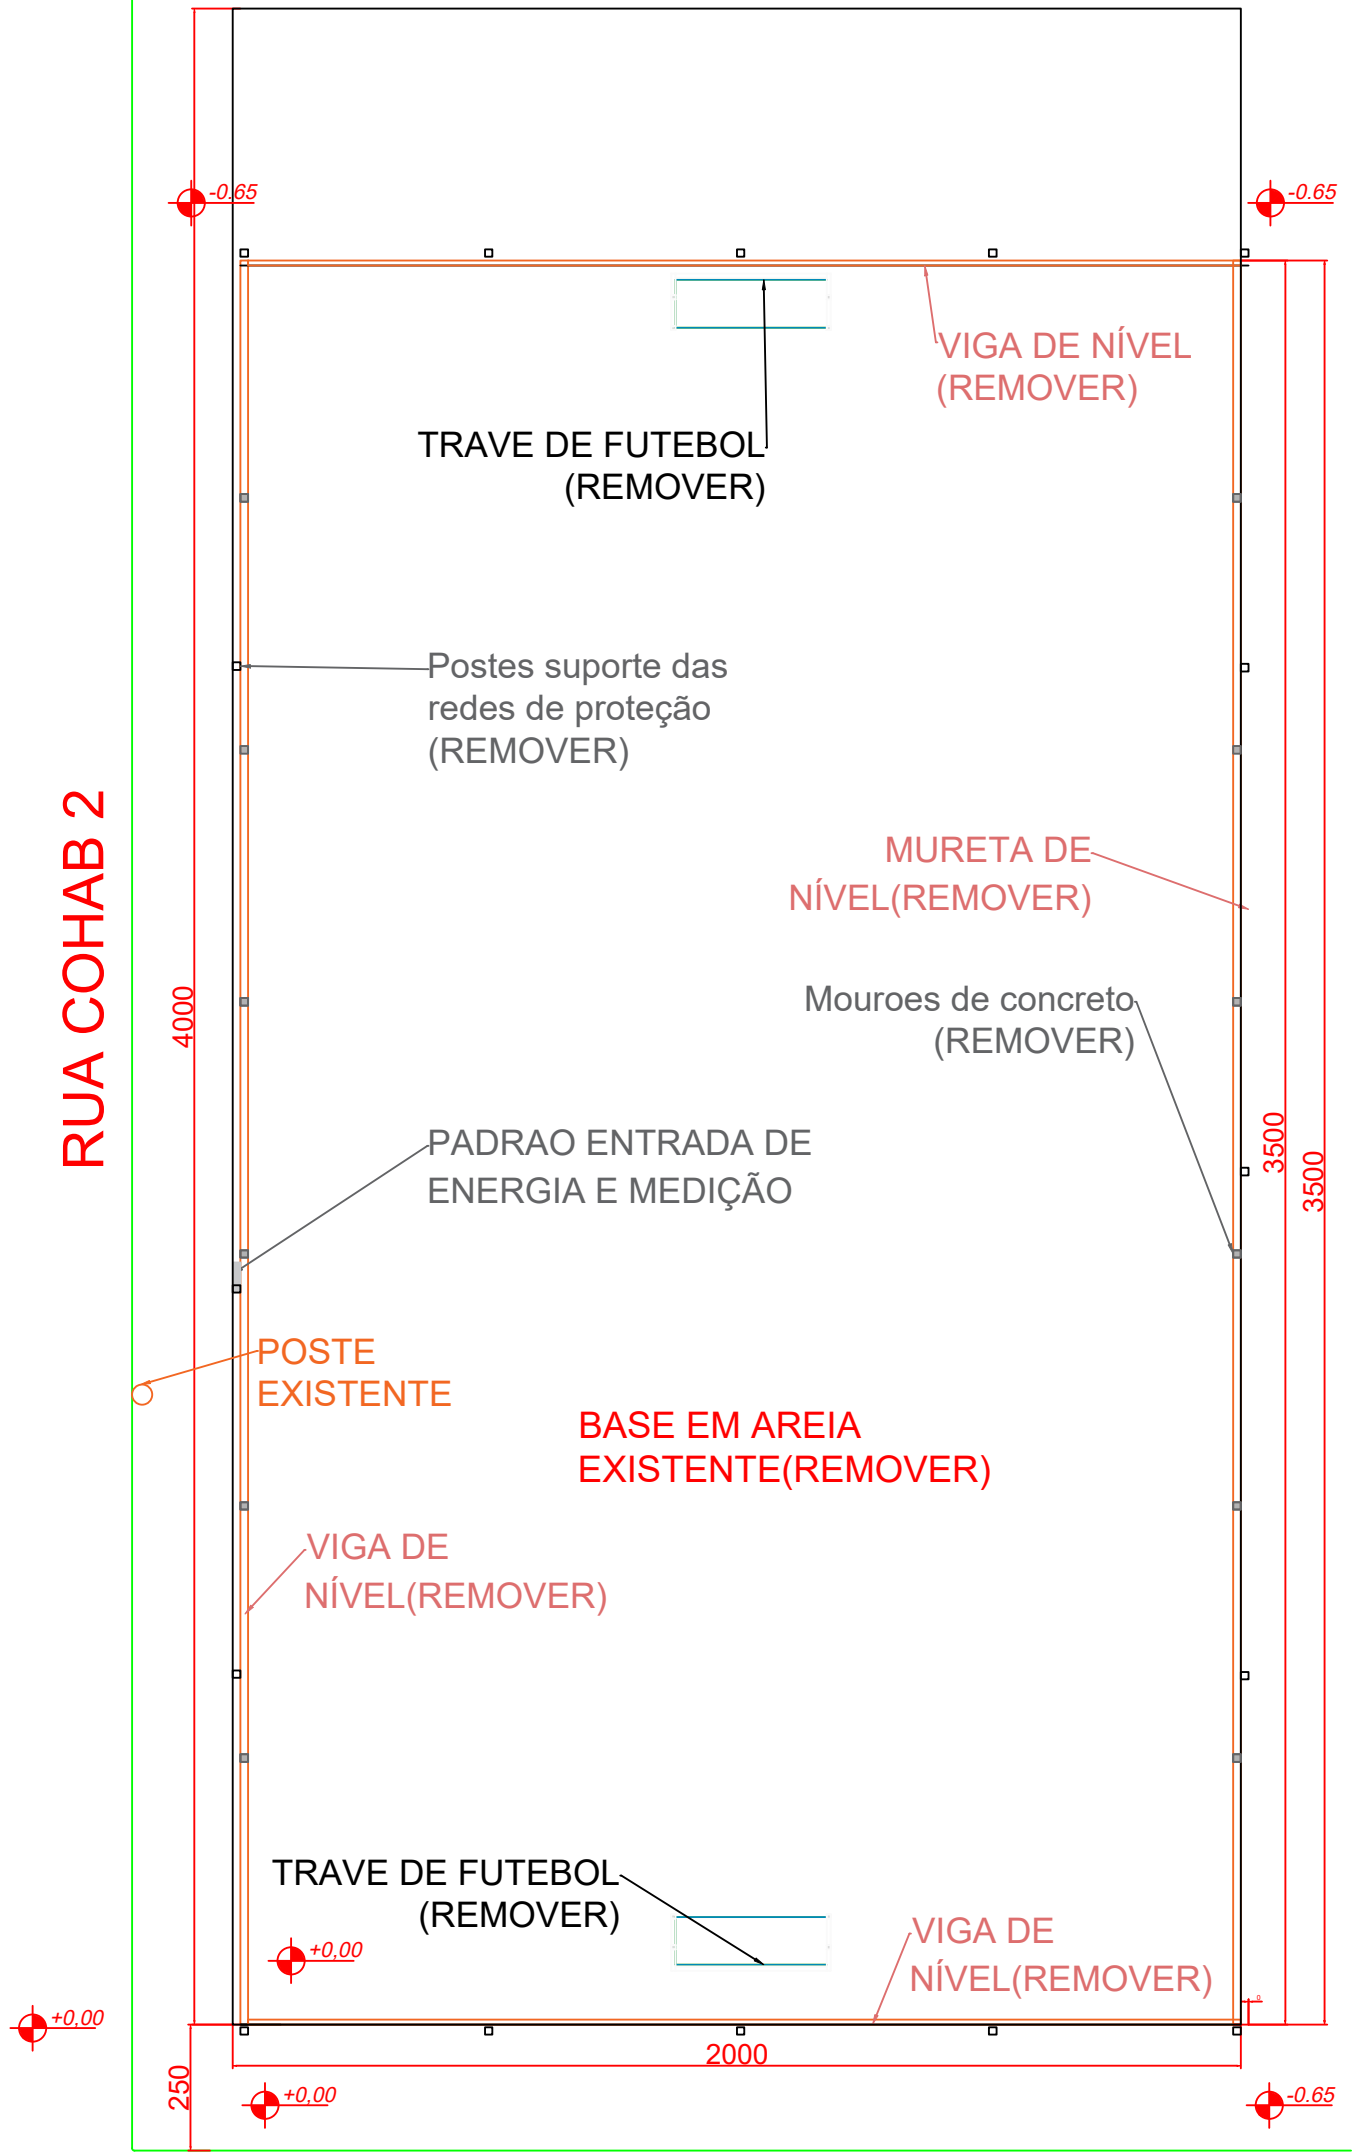 -0.65
-0.65
VIGA DE NÍVEL
(REMOVER)
TRAVE DE FUTEBOL
(REMOVER)
Postes suporte das
redes de proteção
(REMOVER)
RUA COHAB 2
MURETA DE
NÍVEL(REMOVER)
4000
Mouroes de concreto
(REMOVER)
3500
3500
PADRAO ENTRADA DE
ENERGIA E MEDIÇÃO
POSTE
EXISTENTE
BASE EM AREIA
EXISTENTE(REMOVER)
VIGA DE
NÍVEL(REMOVER)
TRAVE DE FUTEBOL
(REMOVER)
VIGA DE
NÍVEL(REMOVER)
+0,00
+0,00
2000
250
+0,00
-0.65